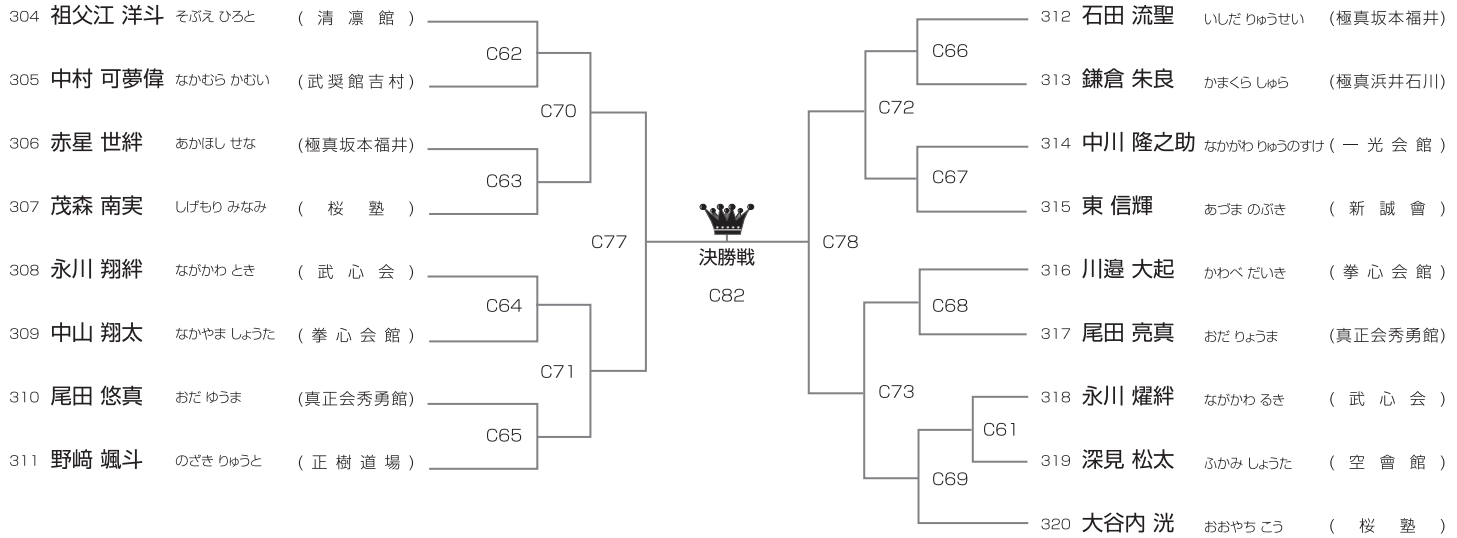 304 祖父江 洋斗 そぶえ ひろと (清凛館)
C62
305 中村 可夢偉 なかむら かむい (武奨館吉村)
C70
306 赤星 世絆 あかほし せな (極真坂本福井)
C63
307 茂森 南実 しげもり みなみ (桜塾)
C77
308 永川 翔絆 ながかわ とき (武心会)
C64
309 中山 翔太 なかやま しょうた (拳心会館)
C71
310 尾田 悠真 おだ ゆうま (真正会秀勇館)
C65
311 野﨑 颯斗 のざき りゅうと (正樹道場)
決勝戦
C82
312 石田 流聖 いしだ りゅうせい (極真坂本福井)
C66
313 鎌倉 朱良 かまくら しゅら (極真浜井石川)
C72
314 中川 隆之助 なかがわ りゅうのすけ (一光会館)
C67
315 東 信輝 あづま のぶき (新誠會)
C78
316 川邉 大起 かわべ だいき (拳心会館)
C68
317 尾田 亮真 おだ りょうま (真正会秀勇館)
C73
318 永川 燿絆 ながかわ るき (武心会)
C61
319 深見 松太 ふかみ しょうた (空會館)
C69
320 大谷内 洸 おおやち こう (桜塾)